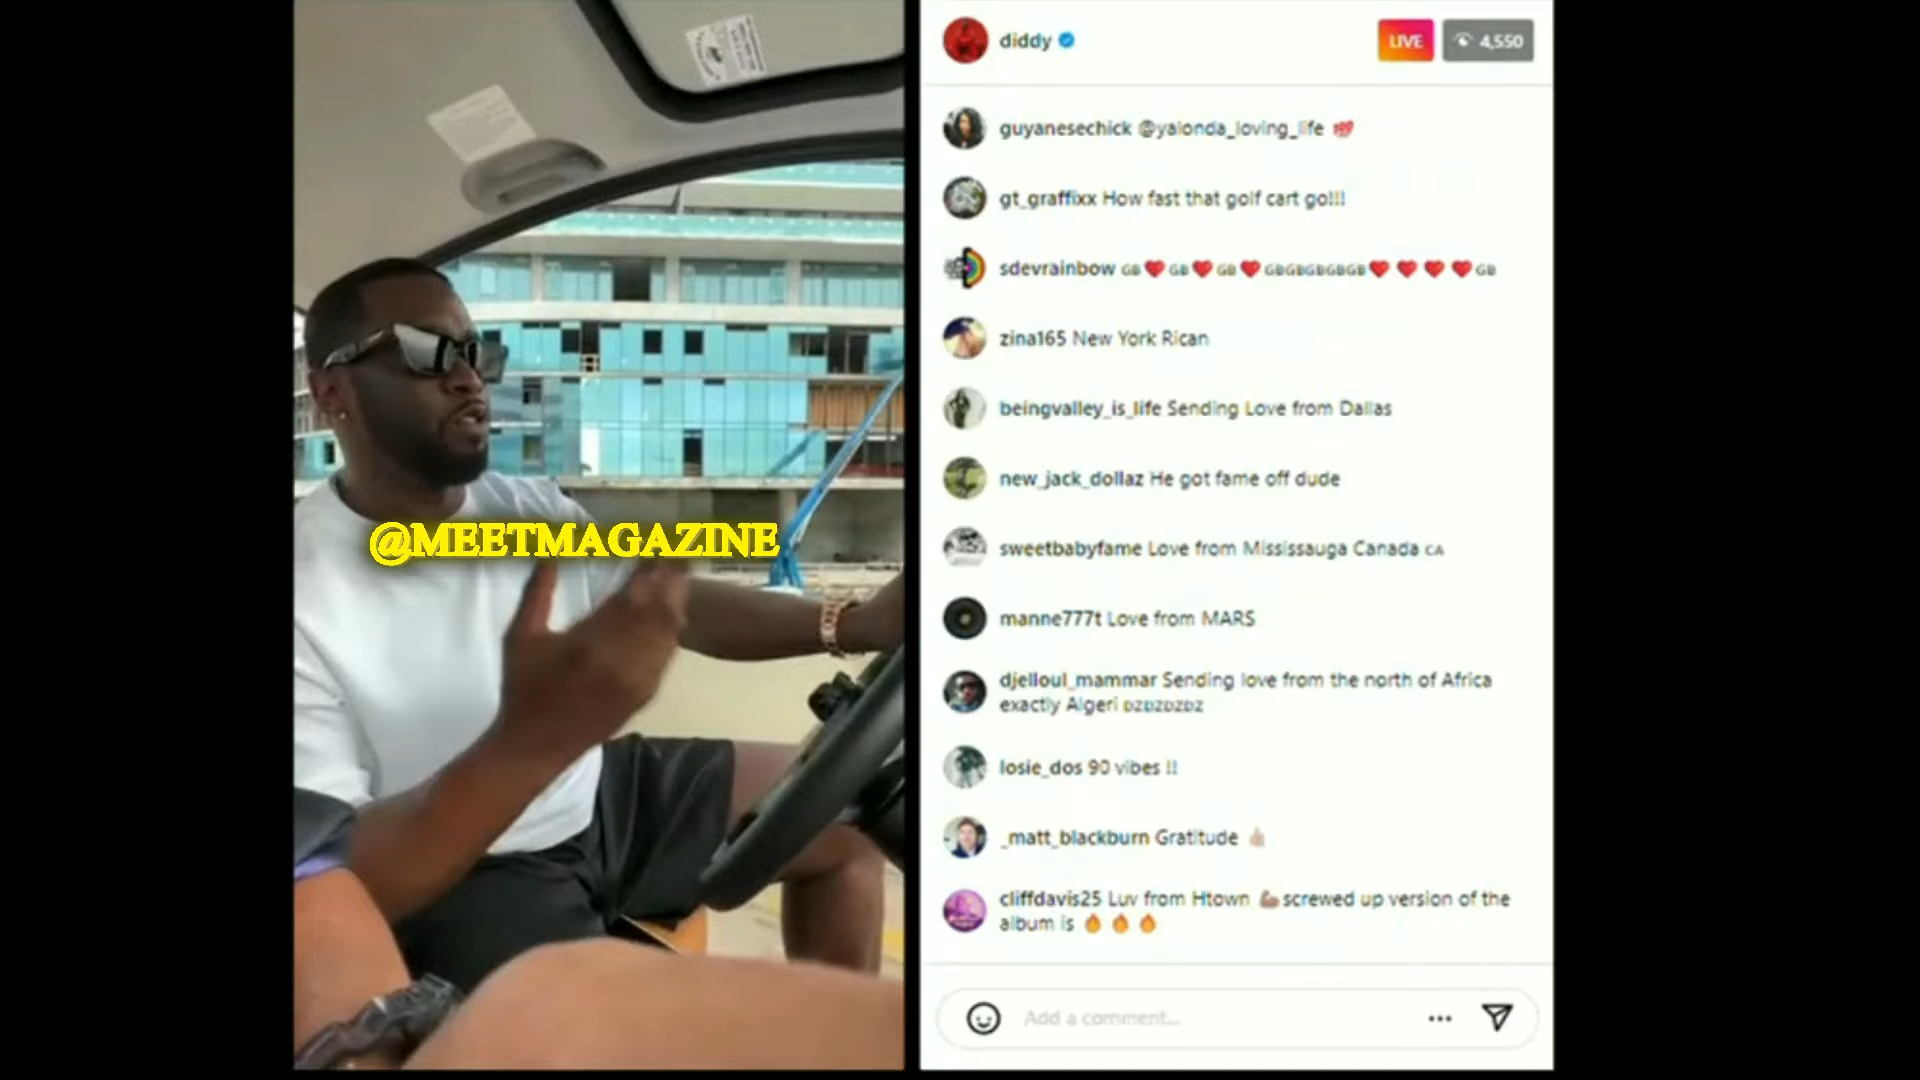 diddy
LIVE
4,550
guyanesechick @yalonda_loving_life 💯
gt_graffixx How fast that golf cart go!!!
sdevrainbow GB❤️GB❤️GB❤️GBGBGBGB❤️❤️❤️❤️GB
zina165 New York Rican
beingvalley_is_life Sending Love from Dallas
new_jack_dollaz He got fame off dude
@MEETMAGAZINE
sweetbabyfame Love from Mississauga Canada CA
manne777t Love from MARS
djelloul_mammar Sending love from the north of Africa
exactly Algeri DZDZDZDZ
losie_dos 90 vibes !!
_matt_blackburn Gratitude 👍🏼
cliffdavis25 Luv from Htown 💪🏾screwed up version of the
album is 🔥 🔥 🔥
Add a comment...